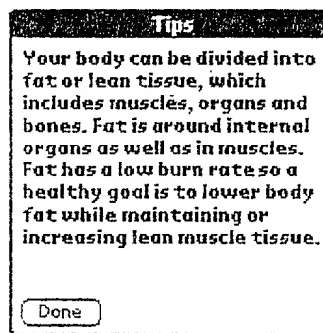 Tips
Your body can be divided into
fat or lean tissue, which
includes muscles, organs and
bones. Fat is around internal
organs as well as in muscles.
Fat has a low burn rate so a
healthy goal is to lower body
fat while maintaining or
increasing lean muscle tissue.
Done